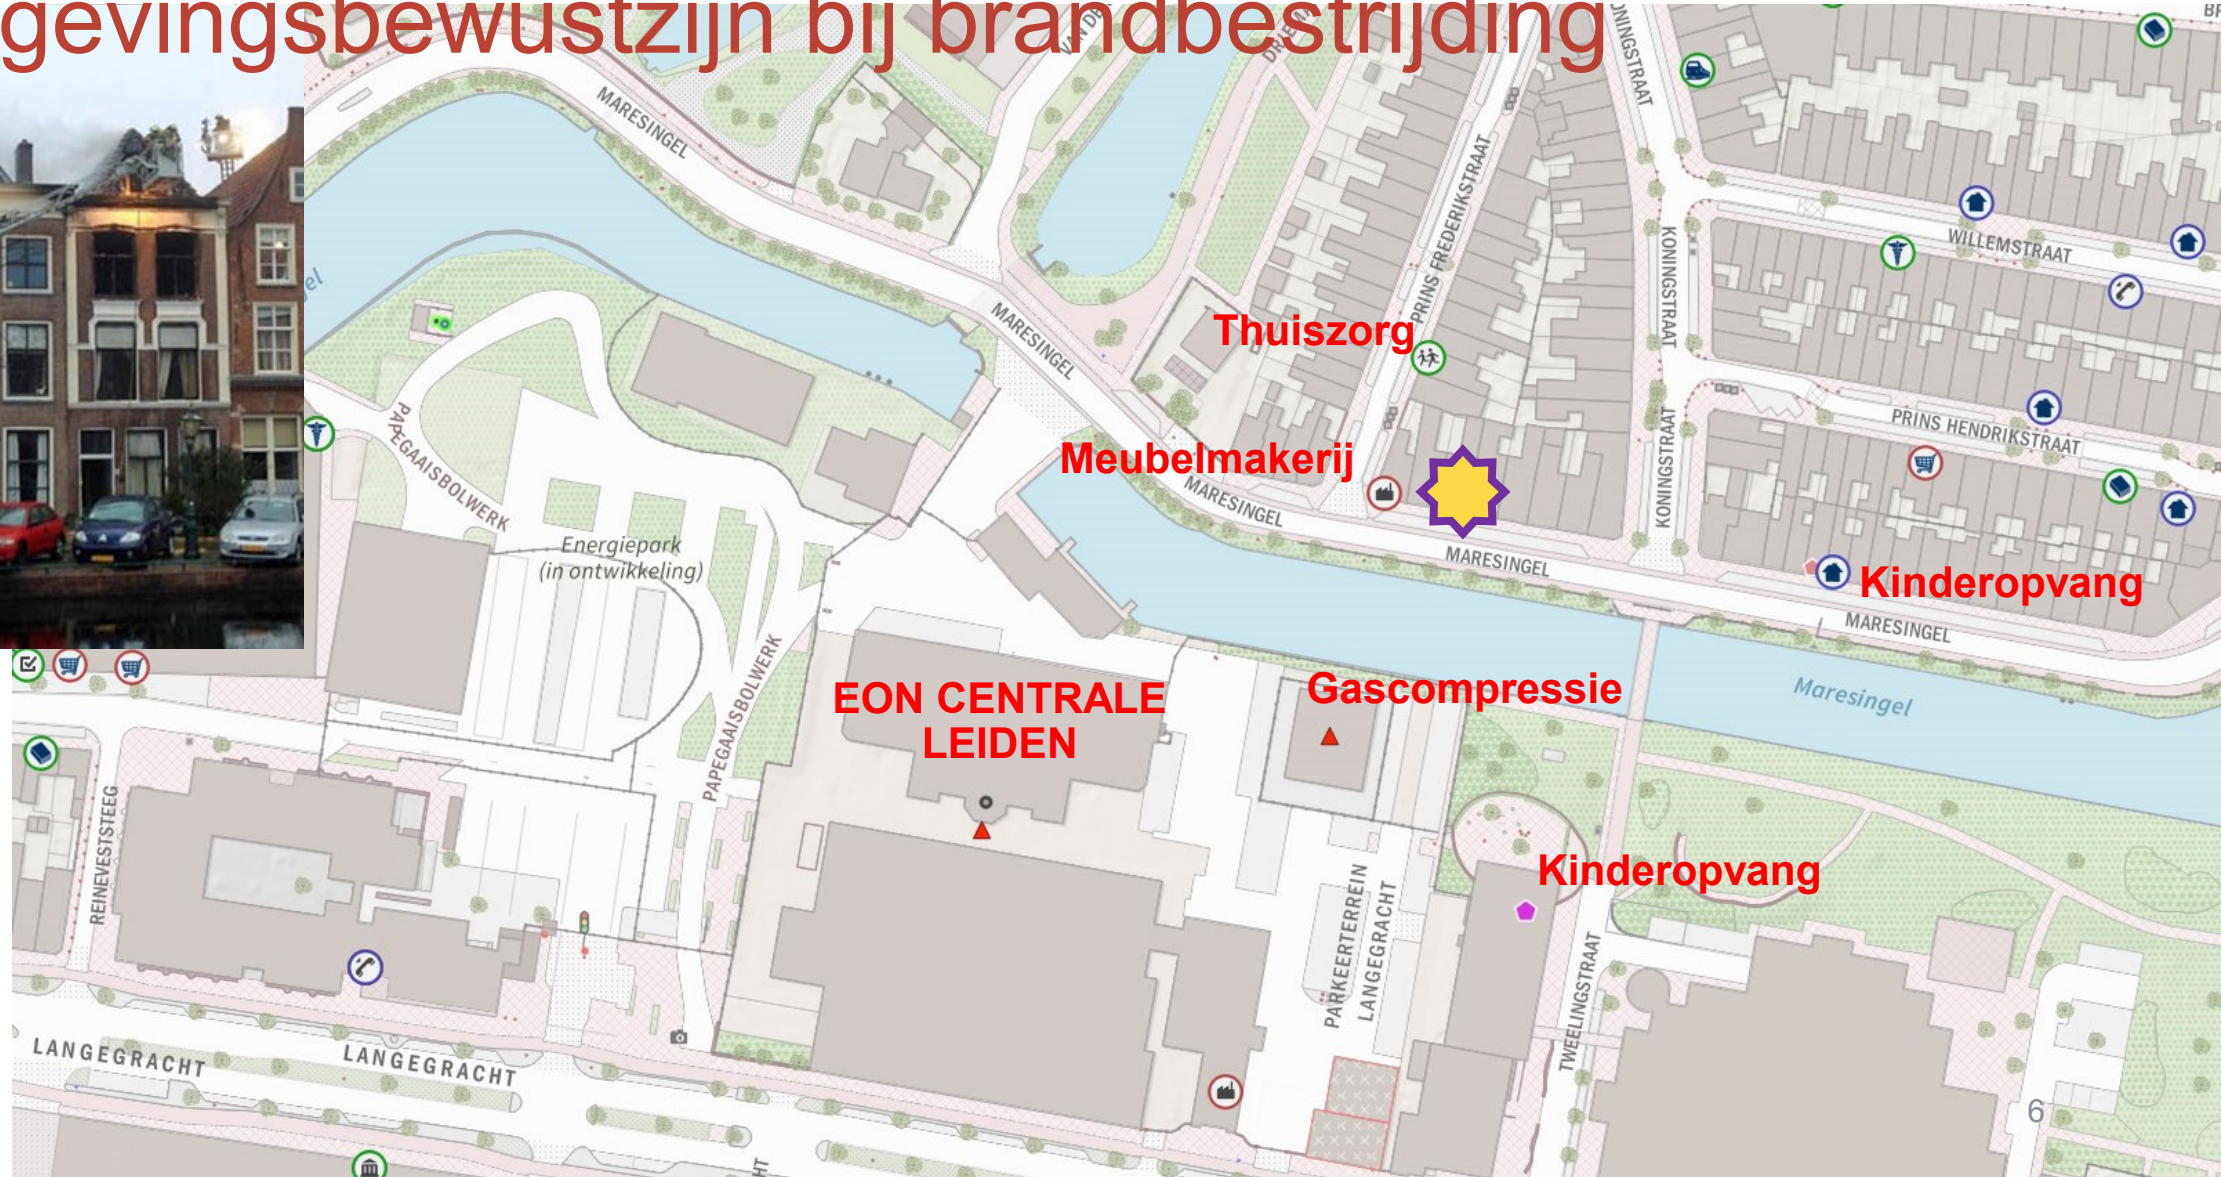 gevingsbewustzijn bij brandbestrijding
MARESINGEL
PRINS FREDERIKSTRAAT
KONINGSTRAAT
WILLEMSTRAAT
MARESINGEL
Thuiszorg
KONINGSTRAAT
PRINS HENDRIKSTRAAT
PAPEGAAISBOLWERK
Meubelmakerij
MARESINGEL
Energiepark
(in ontwikkeling)
MARESINGEL
Kinderopvang
MARESINGEL
PAPEGAAISBOLWERK
EON CENTRALE
LEIDEN
Gascompressie
Maresingel
REINEVESTSTEEG
Kinderopvang
PARKEERTERREIN
LANGEGRACHT
TWEELINGSTRAAT
LANGEGRACHT
LANGEGRACHT
6